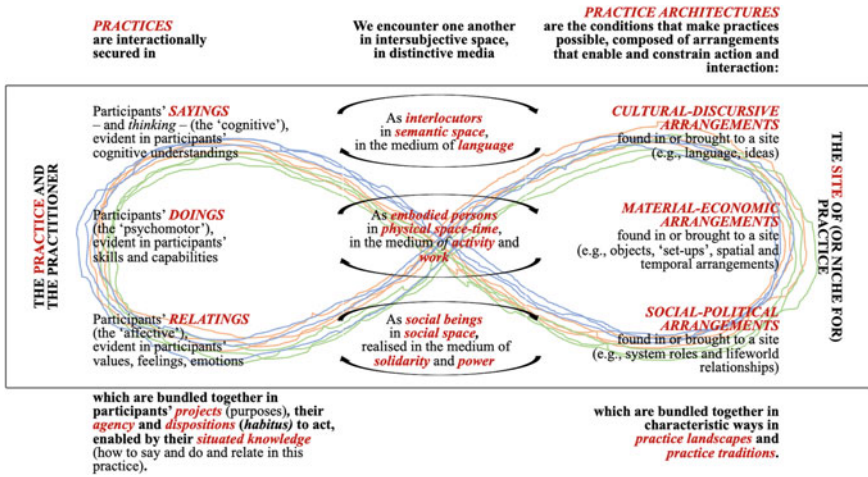 PRACTICES
are interactionally
secured in
We encounter one another
in intersubjective space,
in distinctive media
PRACTICE ARCHITECTURES
are the conditions that make practices
possible, composed of arrangements
that enable and constrain action and
interaction:
THE PRACTICE AND
THE PRACTITIONER
Participants’ SAYINGS
– and thinking – (the ‘cognitive’),
evident in participants’
cognitive understandings
As interlocutors
in semantic space,
in the medium of language
CULTURAL-DISCURSIVE
ARRANGEMENTS
found in or brought to a site
(e.g., language, ideas)
Participants’ DOINGS
(the ‘psychomotor’),
evident in participants’
skills and capabilities
As embodied persons
in physical space-time,
in the medium of activity and
work
MATERIAL-ECONOMIC
ARRANGEMENTS
found in or brought to a site
(e.g., objects, ‘set-ups’, spatial and
temporal arrangements)
Participants’ RELATINGS
(the ‘affective’),
evident in participants’
values, feelings, emotions
As social beings
in social space,
realised in the medium of
solidarity and power
SOCIAL-POLITICAL
ARRANGEMENTS
found in or brought to a site
(e.g., system roles and lifeworld
relationships)
THE SITE OF (OR NICHE FOR)
PRACTICE
which are bundled together in
participants’ projects (purposes), their
agency and dispositions (habitus) to act,
enabled by their situated knowledge
(how to say and do and relate in this
practice).
which are bundled together in
characteristic ways in
practice landscapes and
practice traditions.